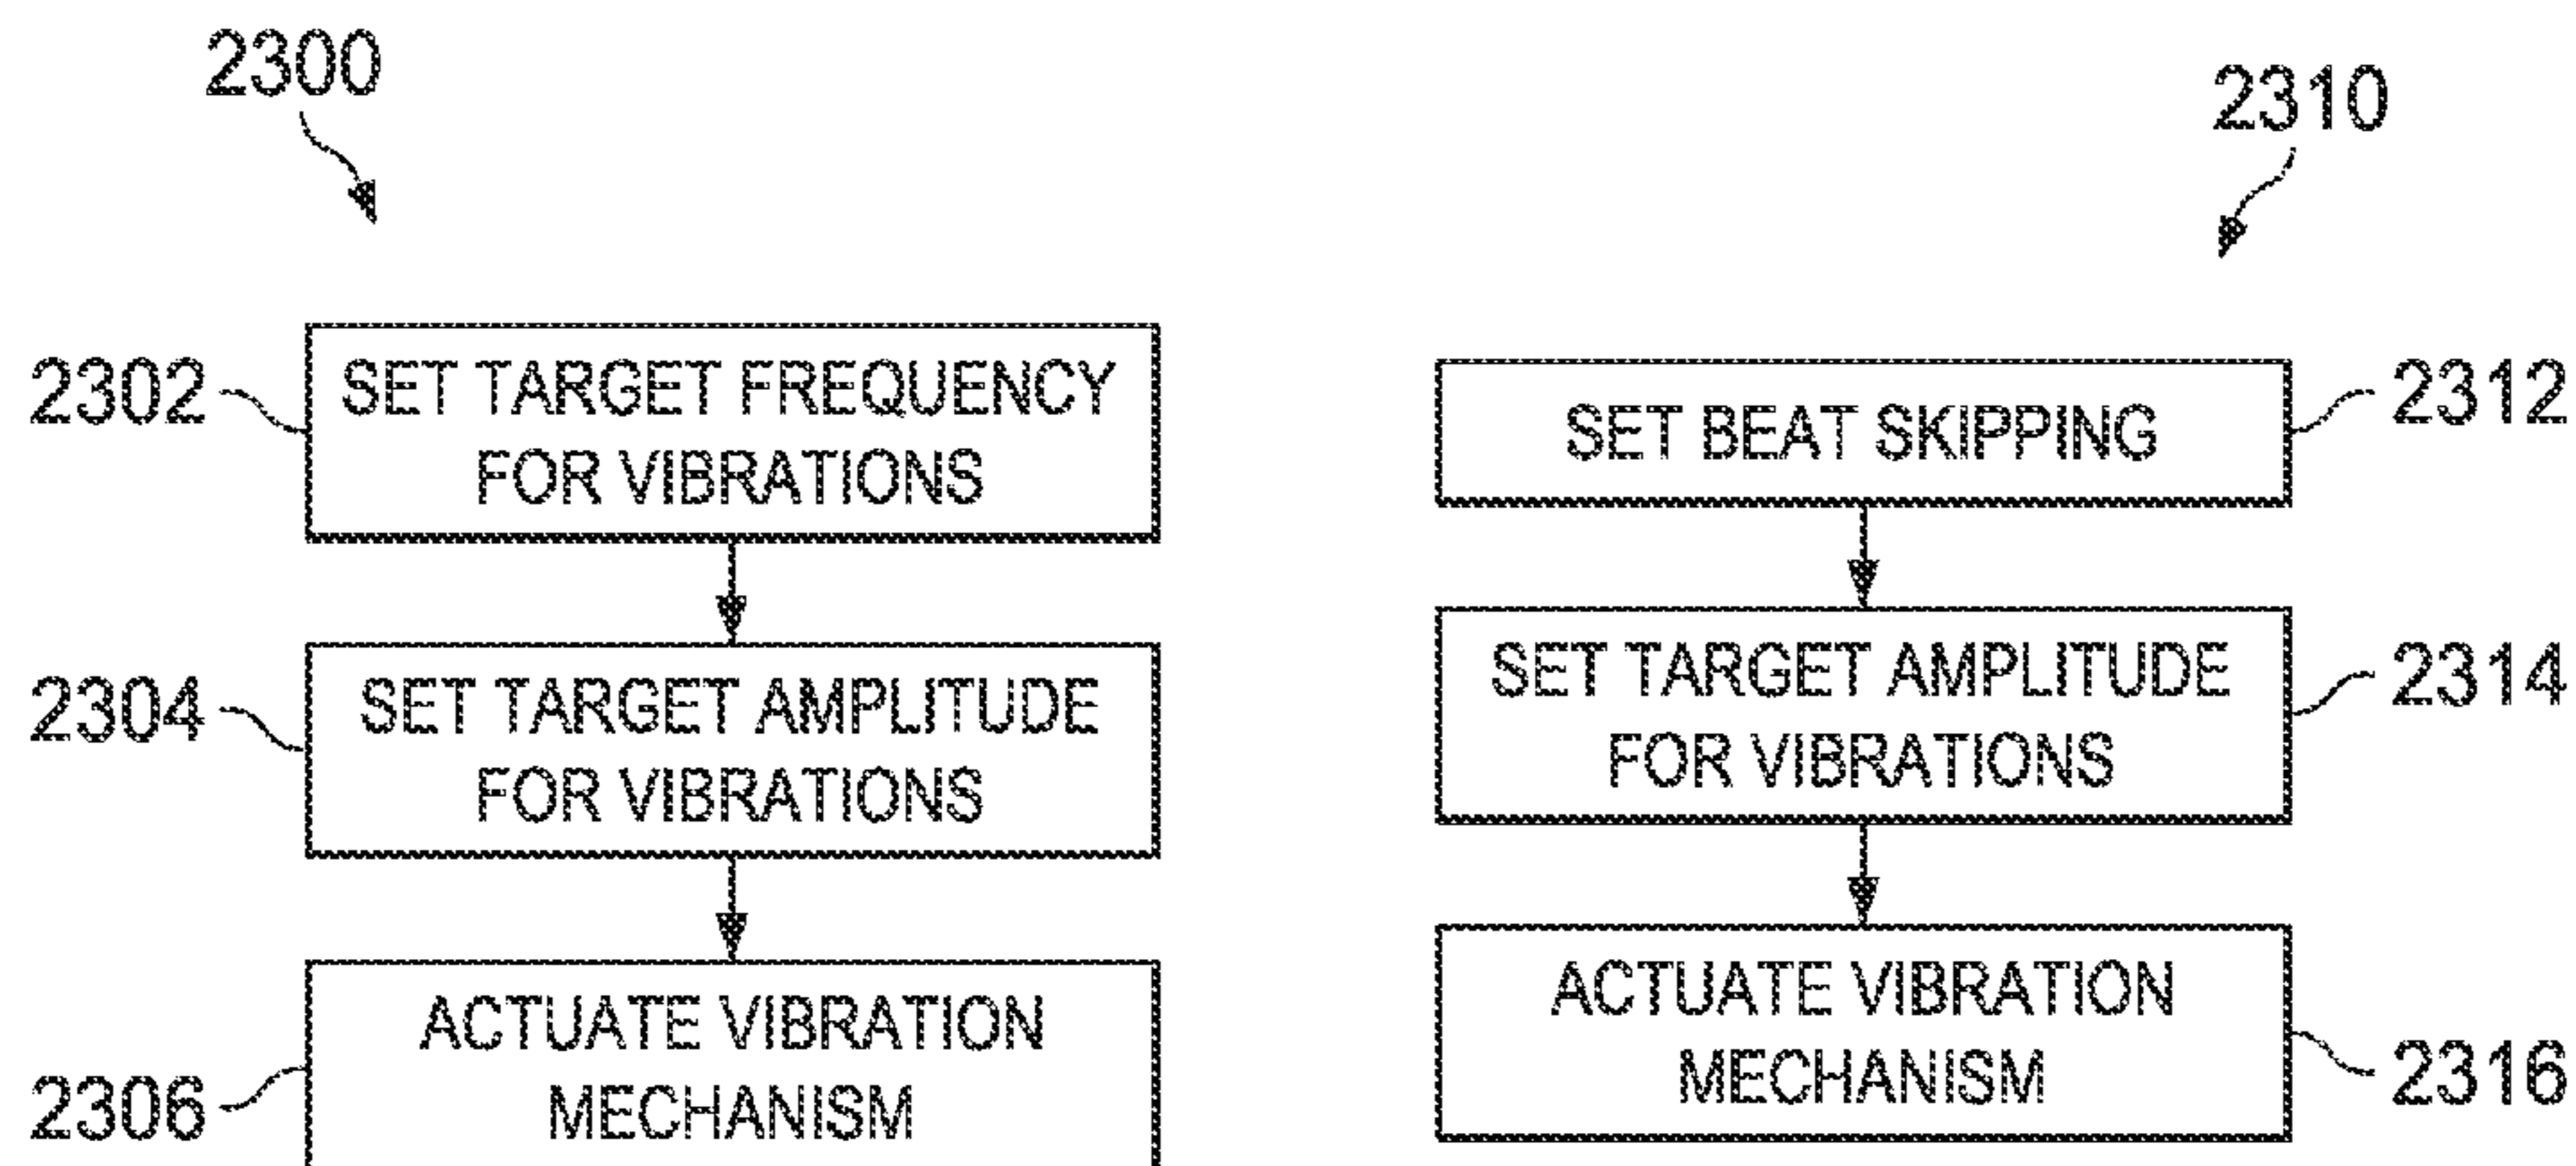 2300
2302
SET TARGET FREQUENCY
FOR VIBRATIONS
2304
SET TARGET AMPLITUDE
FOR VIBRATIONS
2306
ACTUATE VIBRATION
MECHANISM
2310
SET BEAT SKIPPING
2312
SET TARGET AMPLITUDE
FOR VIBRATIONS
2314
ACTUATE VIBRATION
MECHANISM
2316